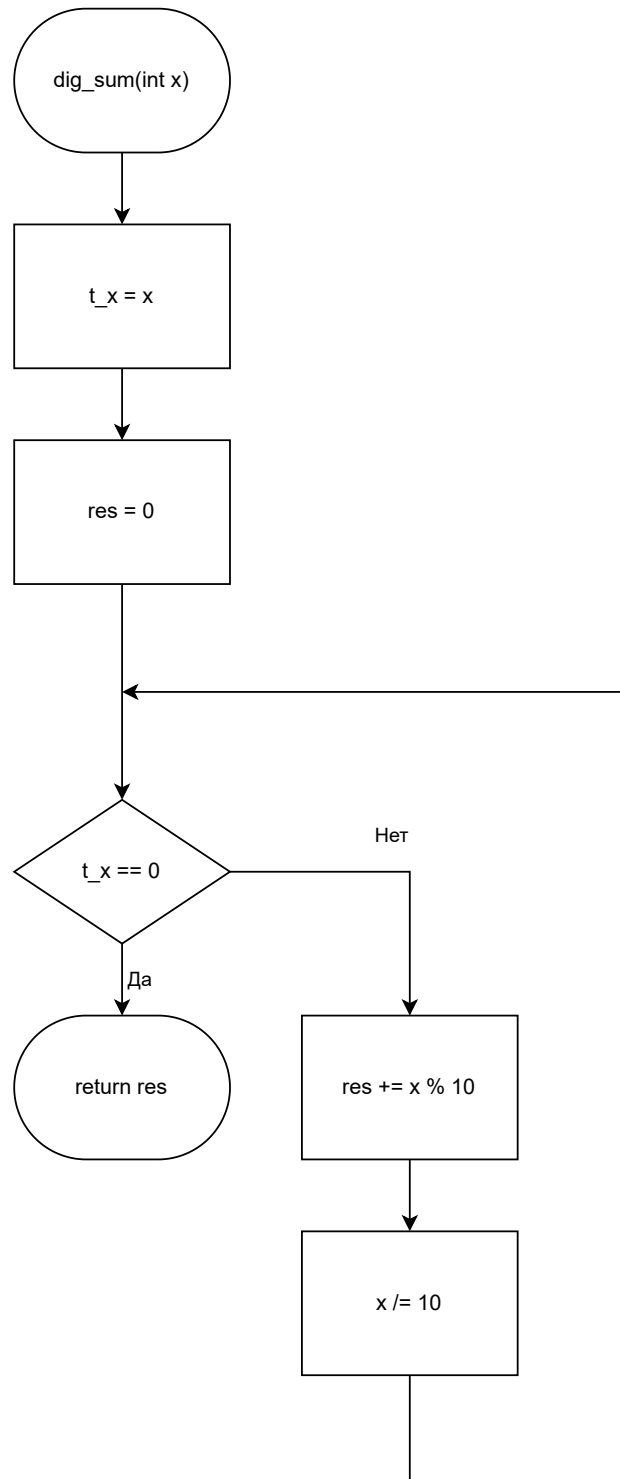 dig_sum(int x)
t_x = x
res = 0
t_x == 0
Нет
Да
return res
res += x % 10
x /= 10